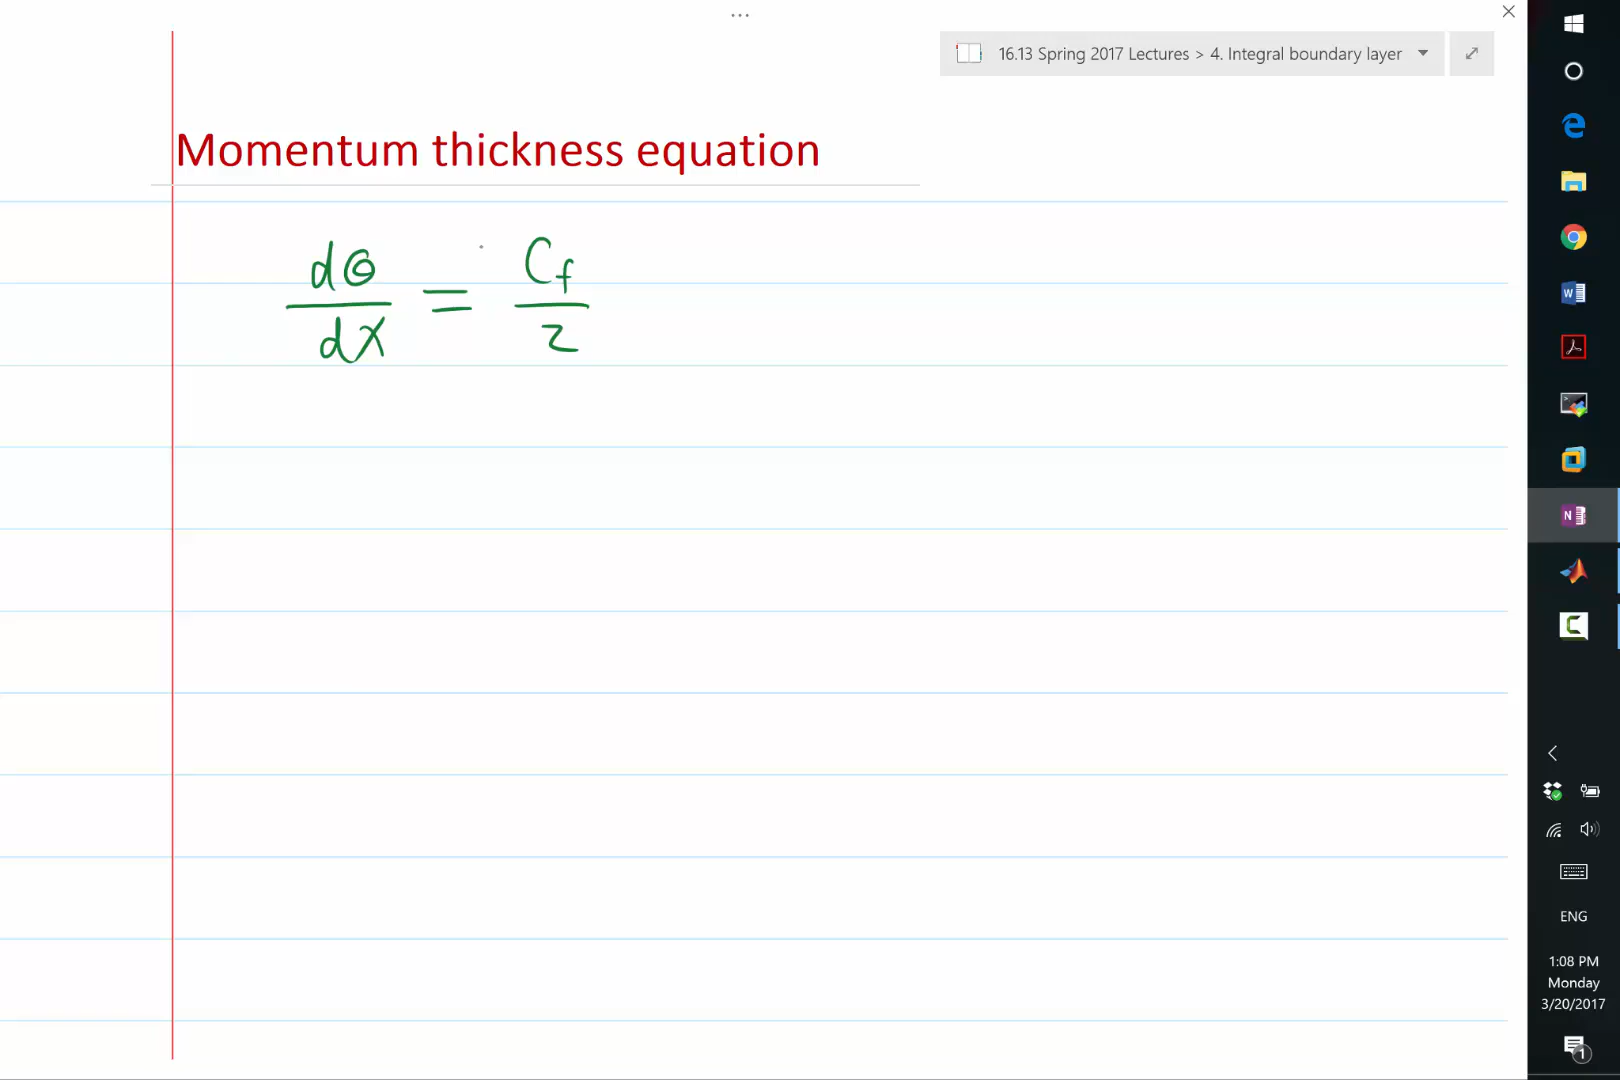 16.13 Spring 2017 Lectures > 4. Integral boundary layer
Momentum thickness equation
dθ/dx = Cf/2
ENG
1:08 PM
Monday
3/20/2017
1